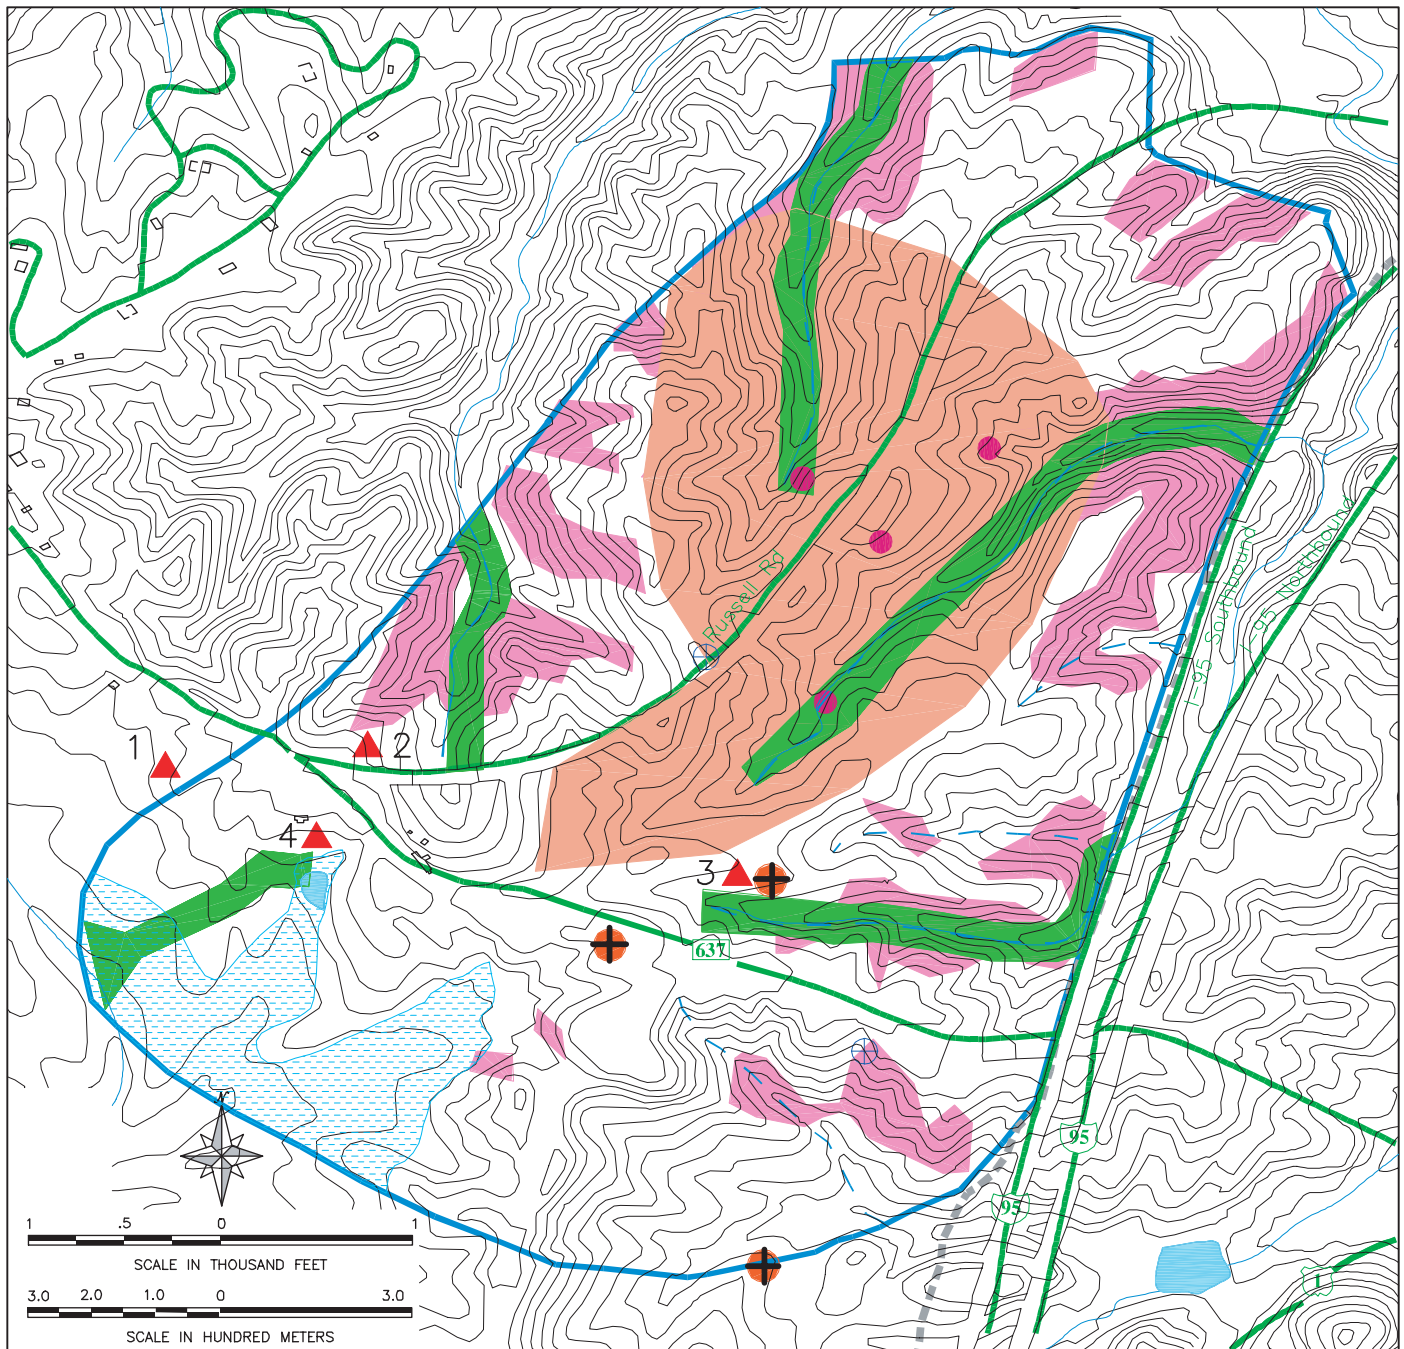 Russell Rd
I-95 Southbound
I-95 Northbound
1
2
4
3
637
95
95
1
N
1 .5 0 1
SCALE IN THOUSAND FEET
3.0 2.0 1.0 0 3.0
SCALE IN HUNDRED METERS